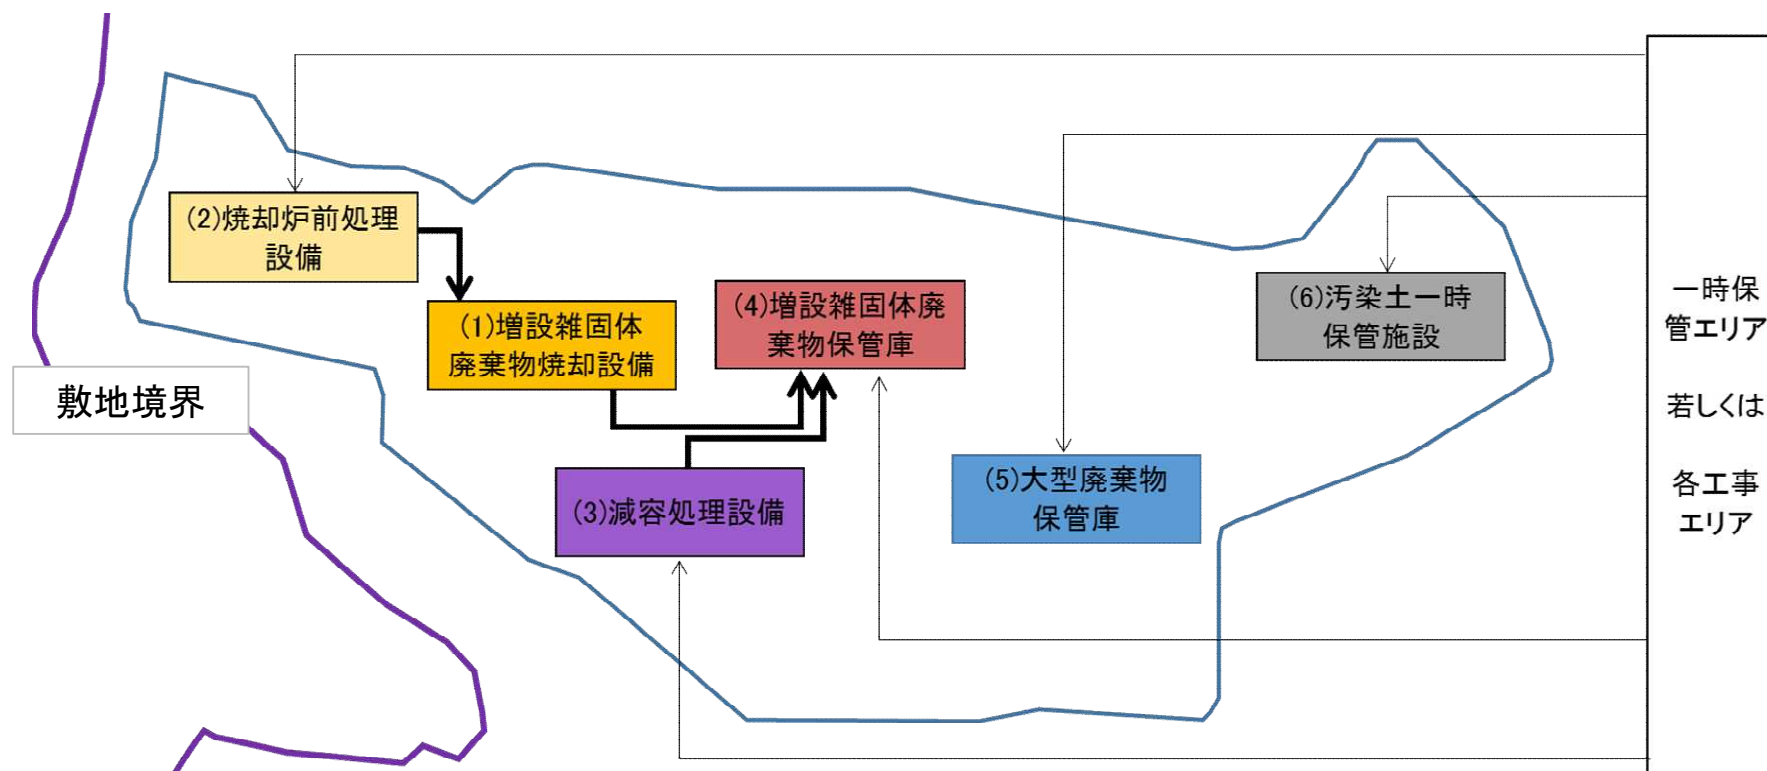 (2)焼却炉前処理
設備
(1)増設雑固体
廃棄物焼却設備
(4)増設雑固体廃
棄物保管庫
(6)汚染土一時
保管施設
敷地境界
(3)減容処理設備
(5)大型廃棄物
保管庫
一時保
管エリア
若しくは
各工事
エリア